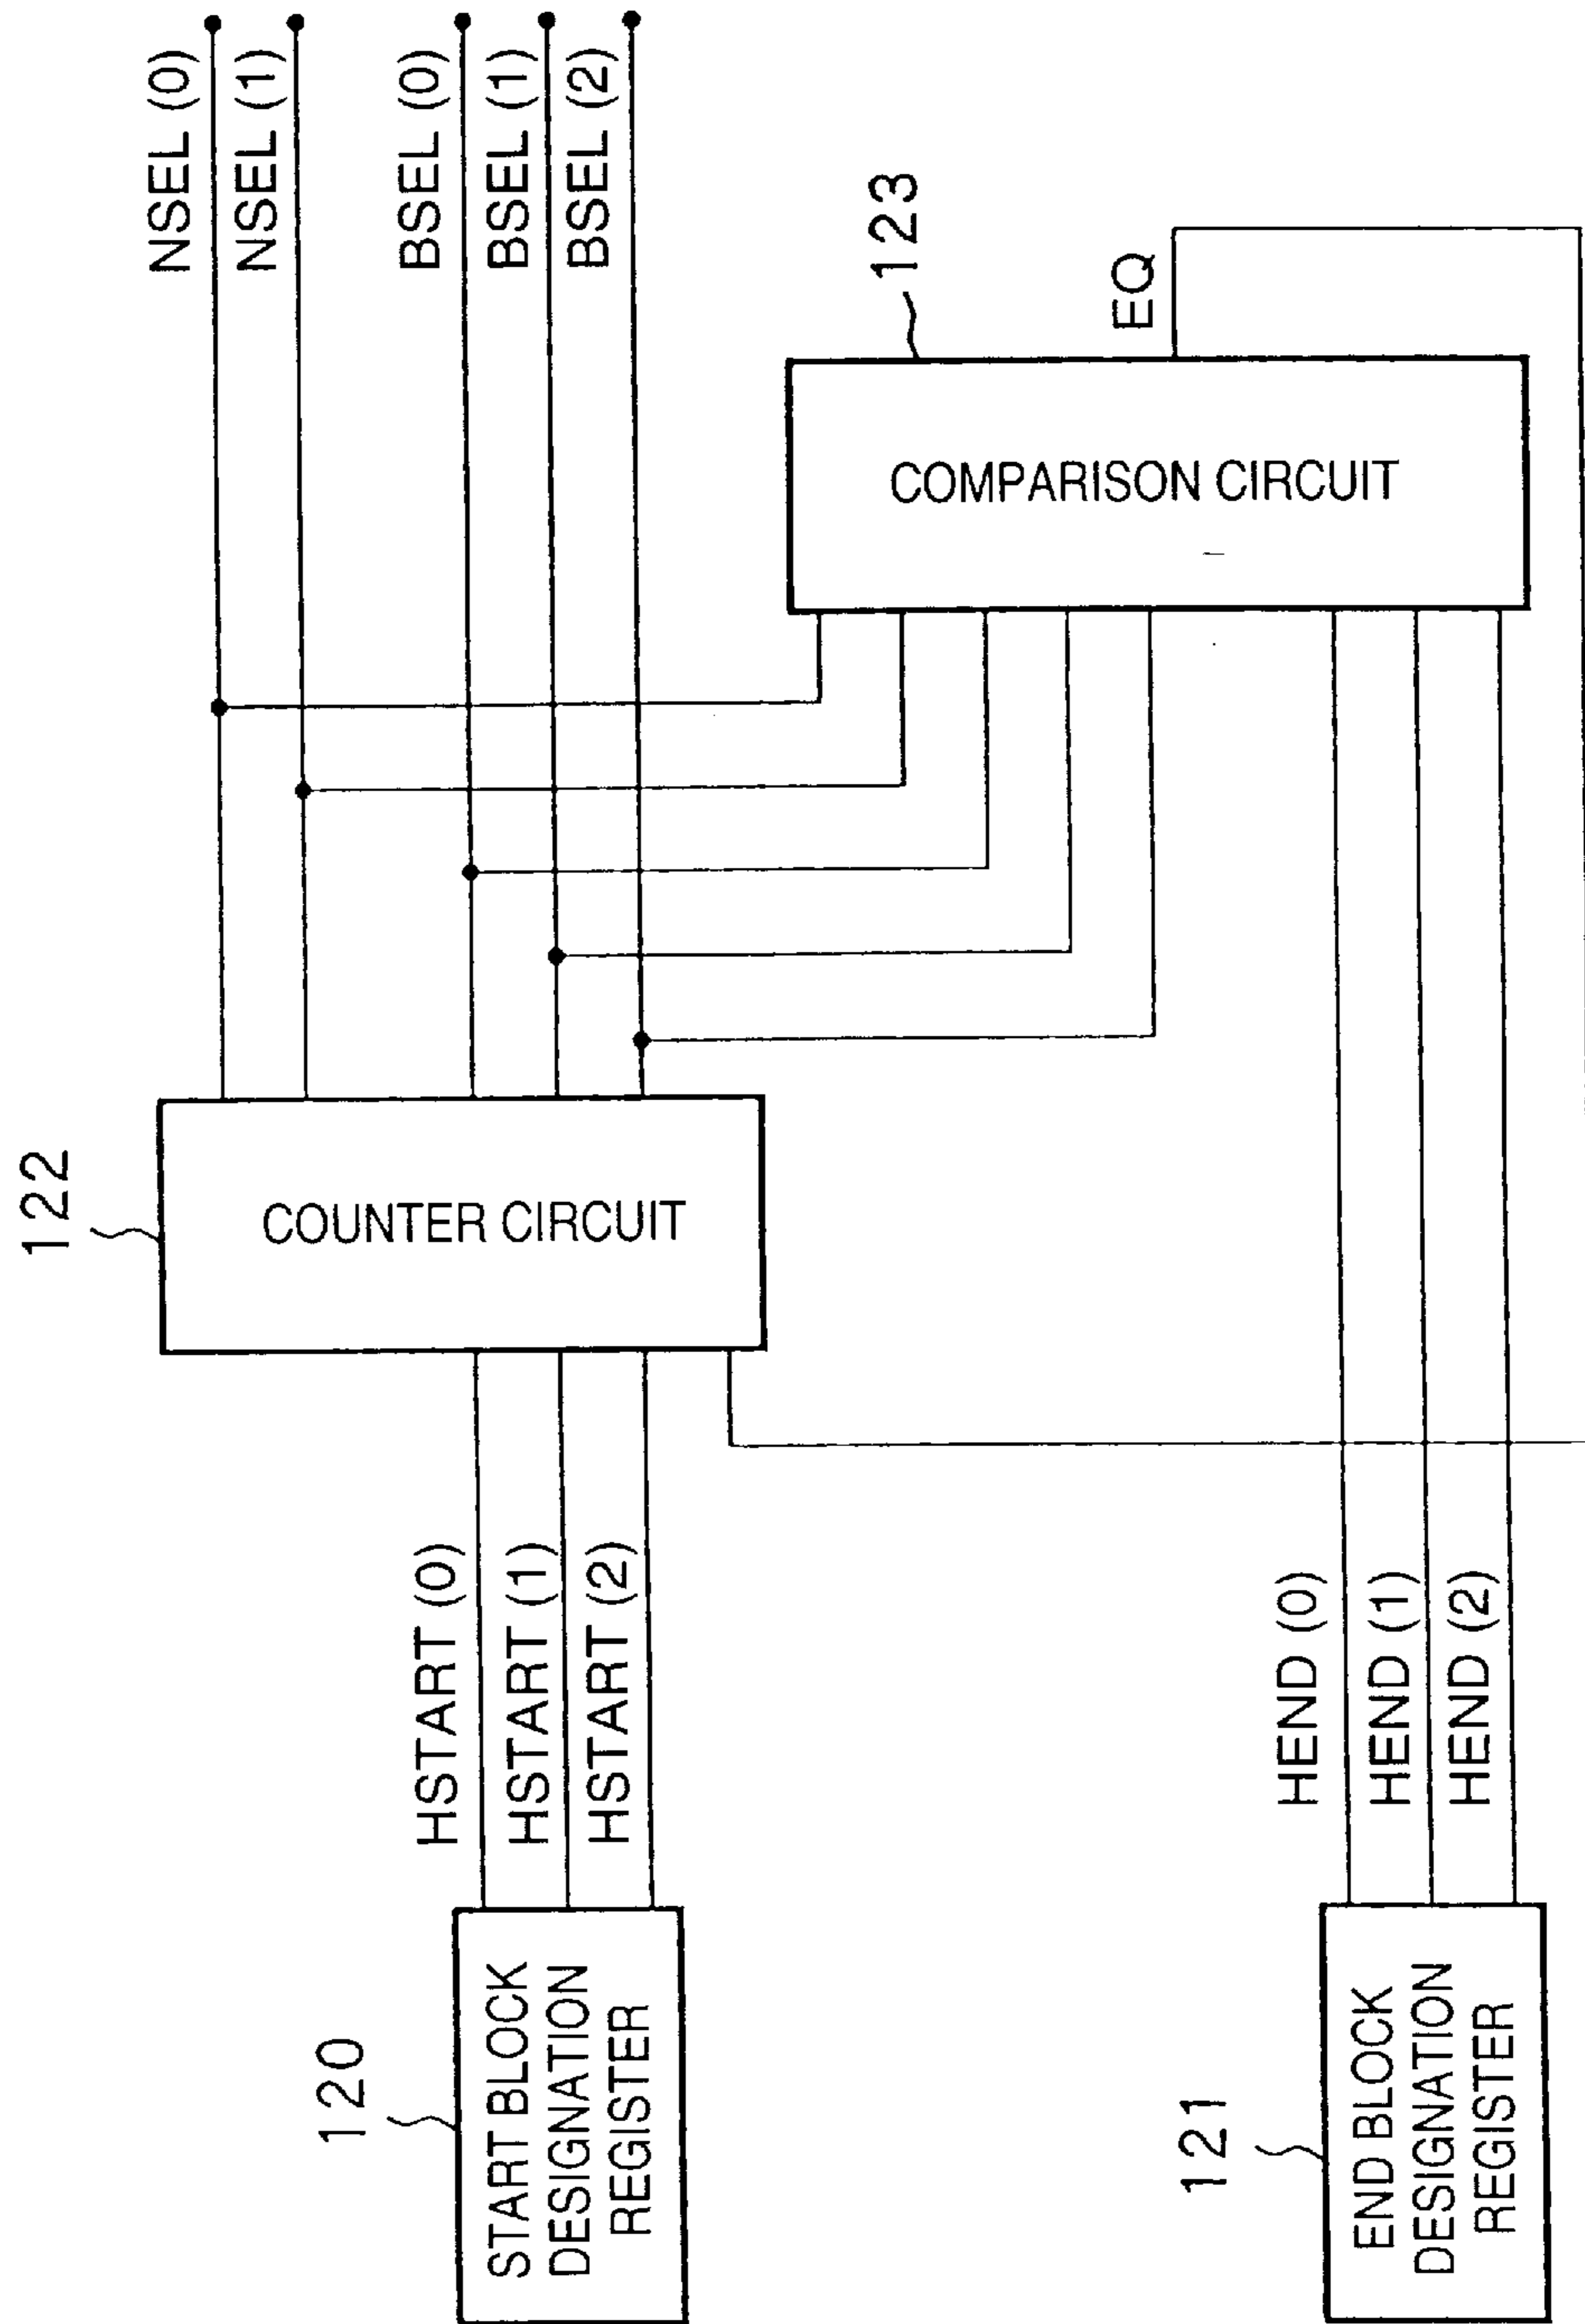 120
START BLOCK
DESIGNATION
REGISTER
HSTART (0)
HSTART (1)
HSTART (2)
122
COUNTER CIRCUIT
NSEL (0)
NSEL (1)
BSEL (0)
BSEL (1)
BSEL (2)
123
COMPARISON CIRCUIT
EQ
121
END BLOCK
DESIGNATION
REGISTER
HEND (0)
HEND (1)
HEND (2)